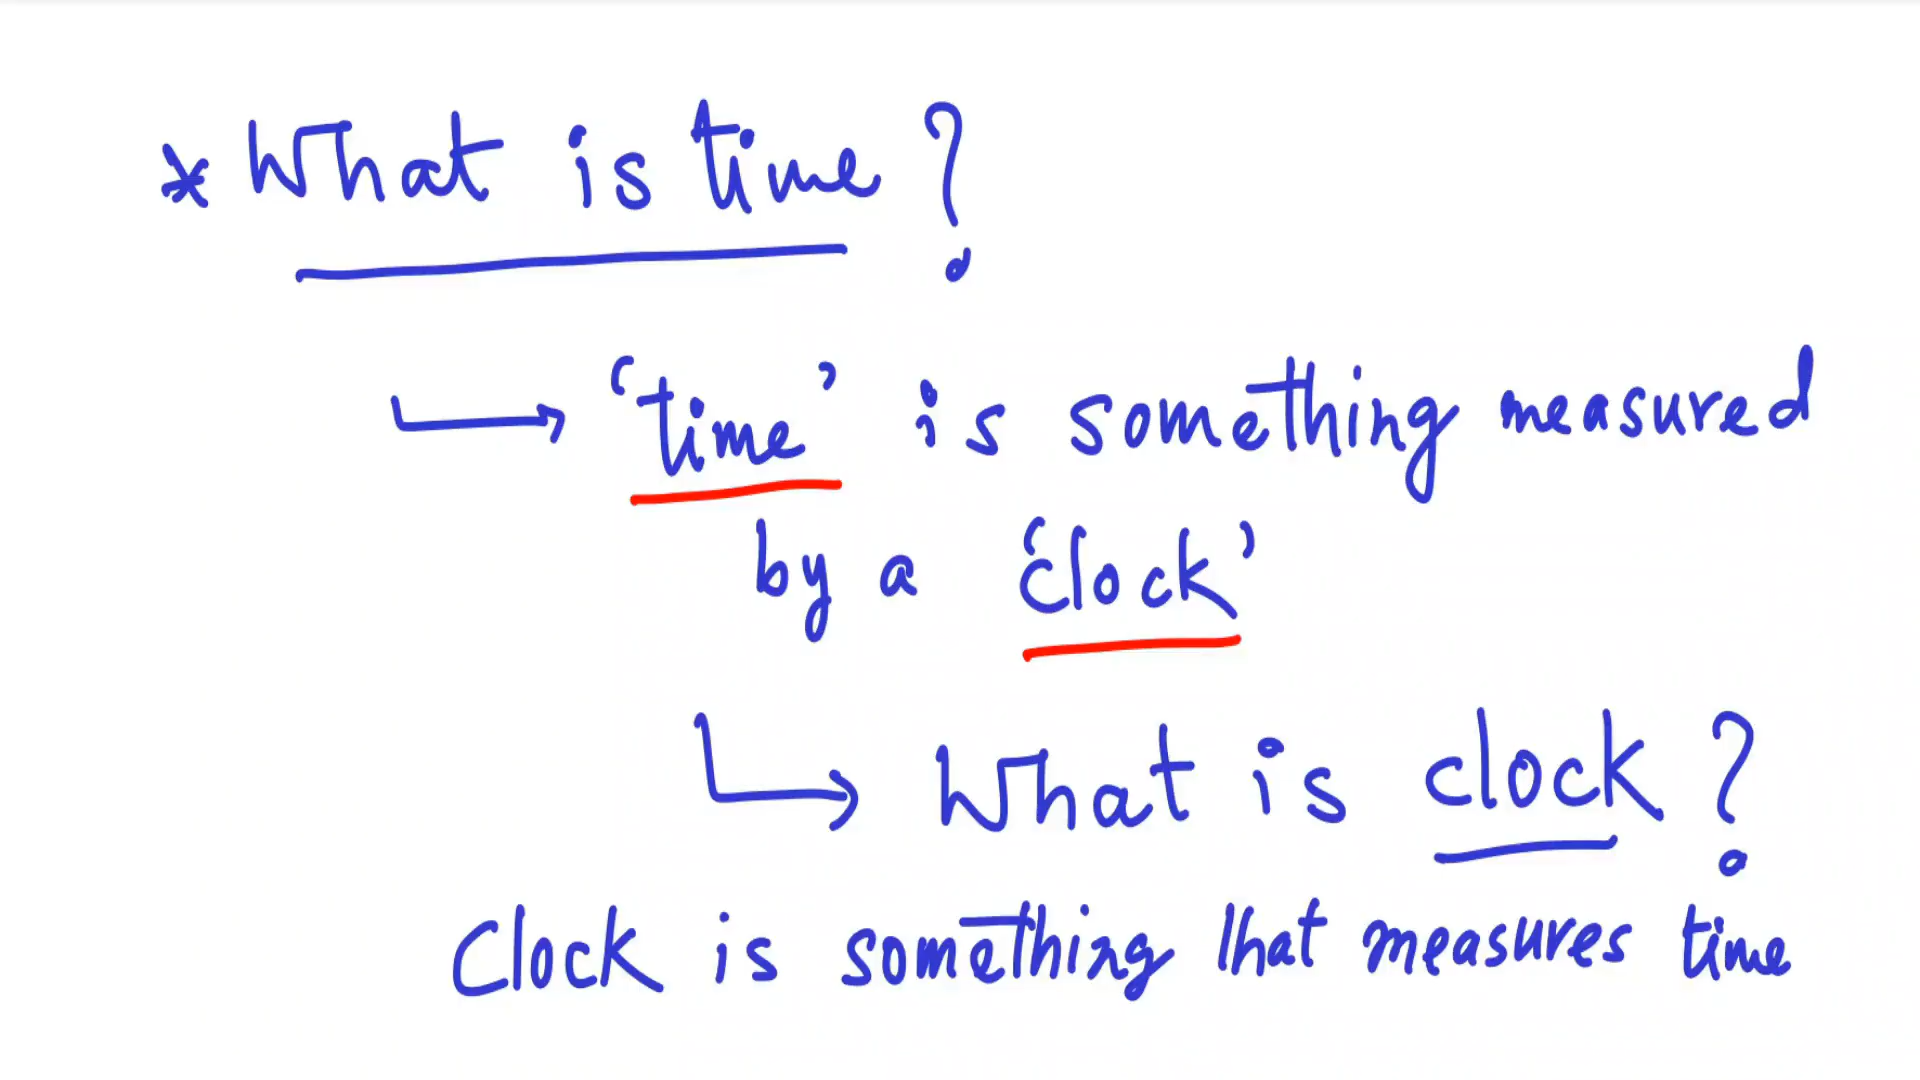 * What is time ?
↳ 'time' is something measured
by a 'clock'
↳ What is clock ?
Clock is something that measures time